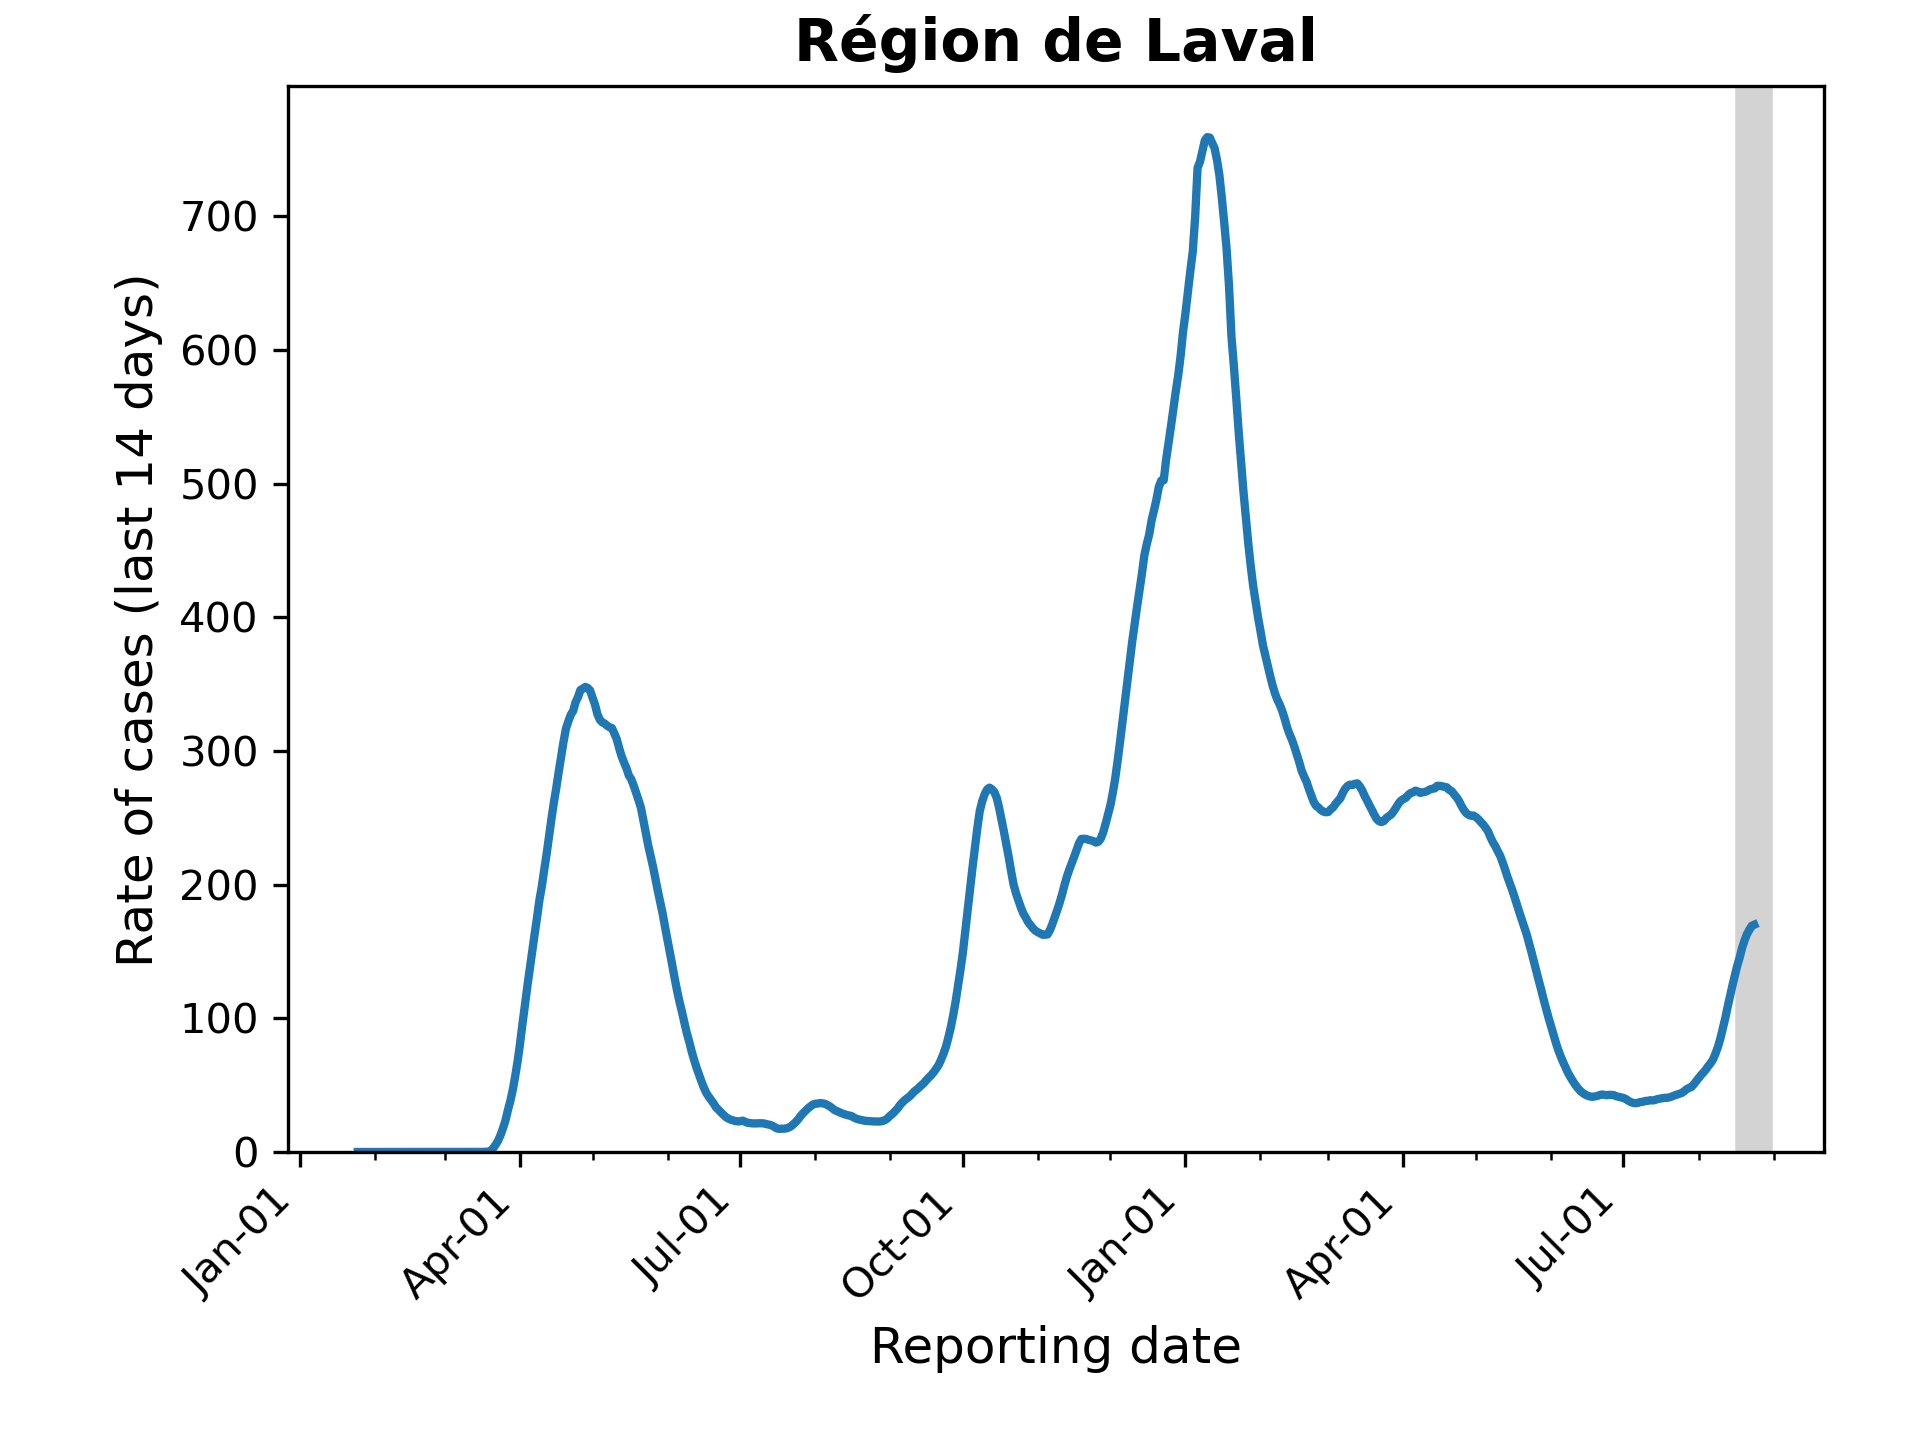 Région de Laval
Rate of cases (last 14 days)
700
600
500
400
300
200
100
0
Jan-01
Apr-01
Jul-01
Oct-01
Jan-01
Apr-01
Jul-01
Reporting date